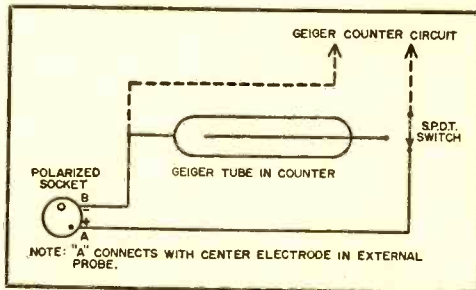 GEIGER COUNTER CIRCUIT
S.P.D.T.
SWITCH
GEIGER TUBE IN COUNTER
POLARIZED
SOCKET
B
-
+
A
NOTE: "A" CONNECTS WITH CENTER ELECTRODE IN EXTERNAL
PROBE.